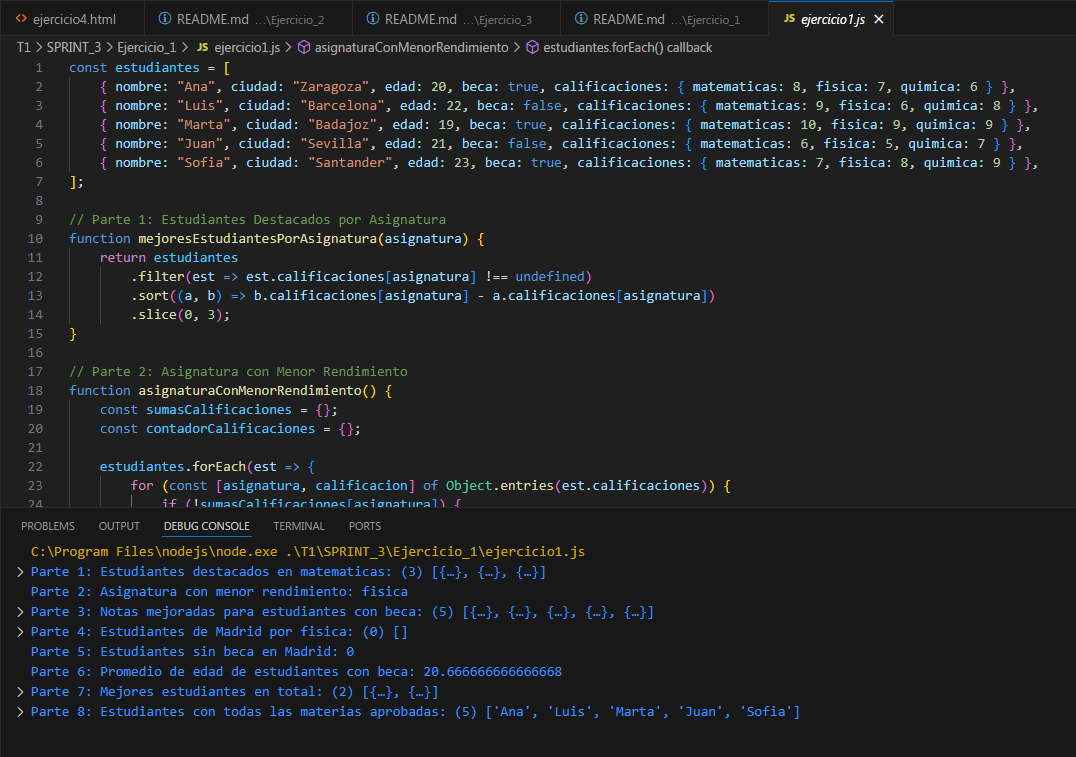 ejercicio4.html README.md ...\Ejercicio_2 README.md ...\Ejercicio_3 README.md ...\Ejercicio_1 JS ejercicio1.js
T1 > SPRINT_3 > Ejercicio_1 > JS ejercicio1.js > asignaturaConMenorRendimiento > estudiantes.forEach() callback
1 const estudiantes = [
2 { nombre: "Ana", ciudad: "Zaragoza", edad: 20, beca: true, calificaciones: { matematicas: 8, fisica: 7, quimica: 6 } },
3 { nombre: "Luis", ciudad: "Barcelona", edad: 22, beca: false, calificaciones: { matematicas: 9, fisica: 6, quimica: 8 } },
4 { nombre: "Marta", ciudad: "Badajoz", edad: 19, beca: true, calificaciones: { matematicas: 10, fisica: 9, quimica: 9 } },
5 { nombre: "Juan", ciudad: "Sevilla", edad: 21, beca: false, calificaciones: { matematicas: 6, fisica: 5, quimica: 7 } },
6 { nombre: "Sofia", ciudad: "Santander", edad: 23, beca: true, calificaciones: { matematicas: 7, fisica: 8, quimica: 9 } },
7 ];
8
9 // Parte 1: Estudiantes Destacados por Asignatura
10 function mejoresEstudiantesPorAsignatura(asignatura) {
11 return estudiantes
12 .filter(est => est.calificaciones[asignatura] !== undefined)
13 .sort((a, b) => b.calificaciones[asignatura] - a.calificaciones[asignatura])
14 .slice(0, 3);
15 }
16
17 // Parte 2: Asignatura con Menor Rendimiento
18 function asignaturaConMenorRendimiento() {
19 const sumasCalificaciones = {};
20 const contadorCalificaciones = {};
21
22 estudiantes.forEach(est => {
23 for (const [asignatura, calificacion] of Object.entries(est.calificaciones)) {
24 if (!sumasCalificaciones[asignatura]) {
PROBLEMS OUTPUT DEBUG CONSOLE TERMINAL PORTS
C:\Program Files\nodejs\node.exe .\T1\SPRINT_3\Ejercicio_1\ejercicio1.js
> Parte 1: Estudiantes destacados en matematicas: (3) [{…}, {…}, {…}]
Parte 2: Asignatura con menor rendimiento: fisica
> Parte 3: Notas mejoradas para estudiantes con beca: (5) [{…}, {…}, {…}, {…}, {…}]
> Parte 4: Estudiantes de Madrid por fisica: (0) []
Parte 5: Estudiantes sin beca en Madrid: 0
Parte 6: Promedio de edad de estudiantes con beca: 20.666666666666668
> Parte 7: Mejores estudiantes en total: (2) [{…}, {…}]
> Parte 8: Estudiantes con todas las materias aprobadas: (5) ['Ana', 'Luis', 'Marta', 'Juan', 'Sofia']